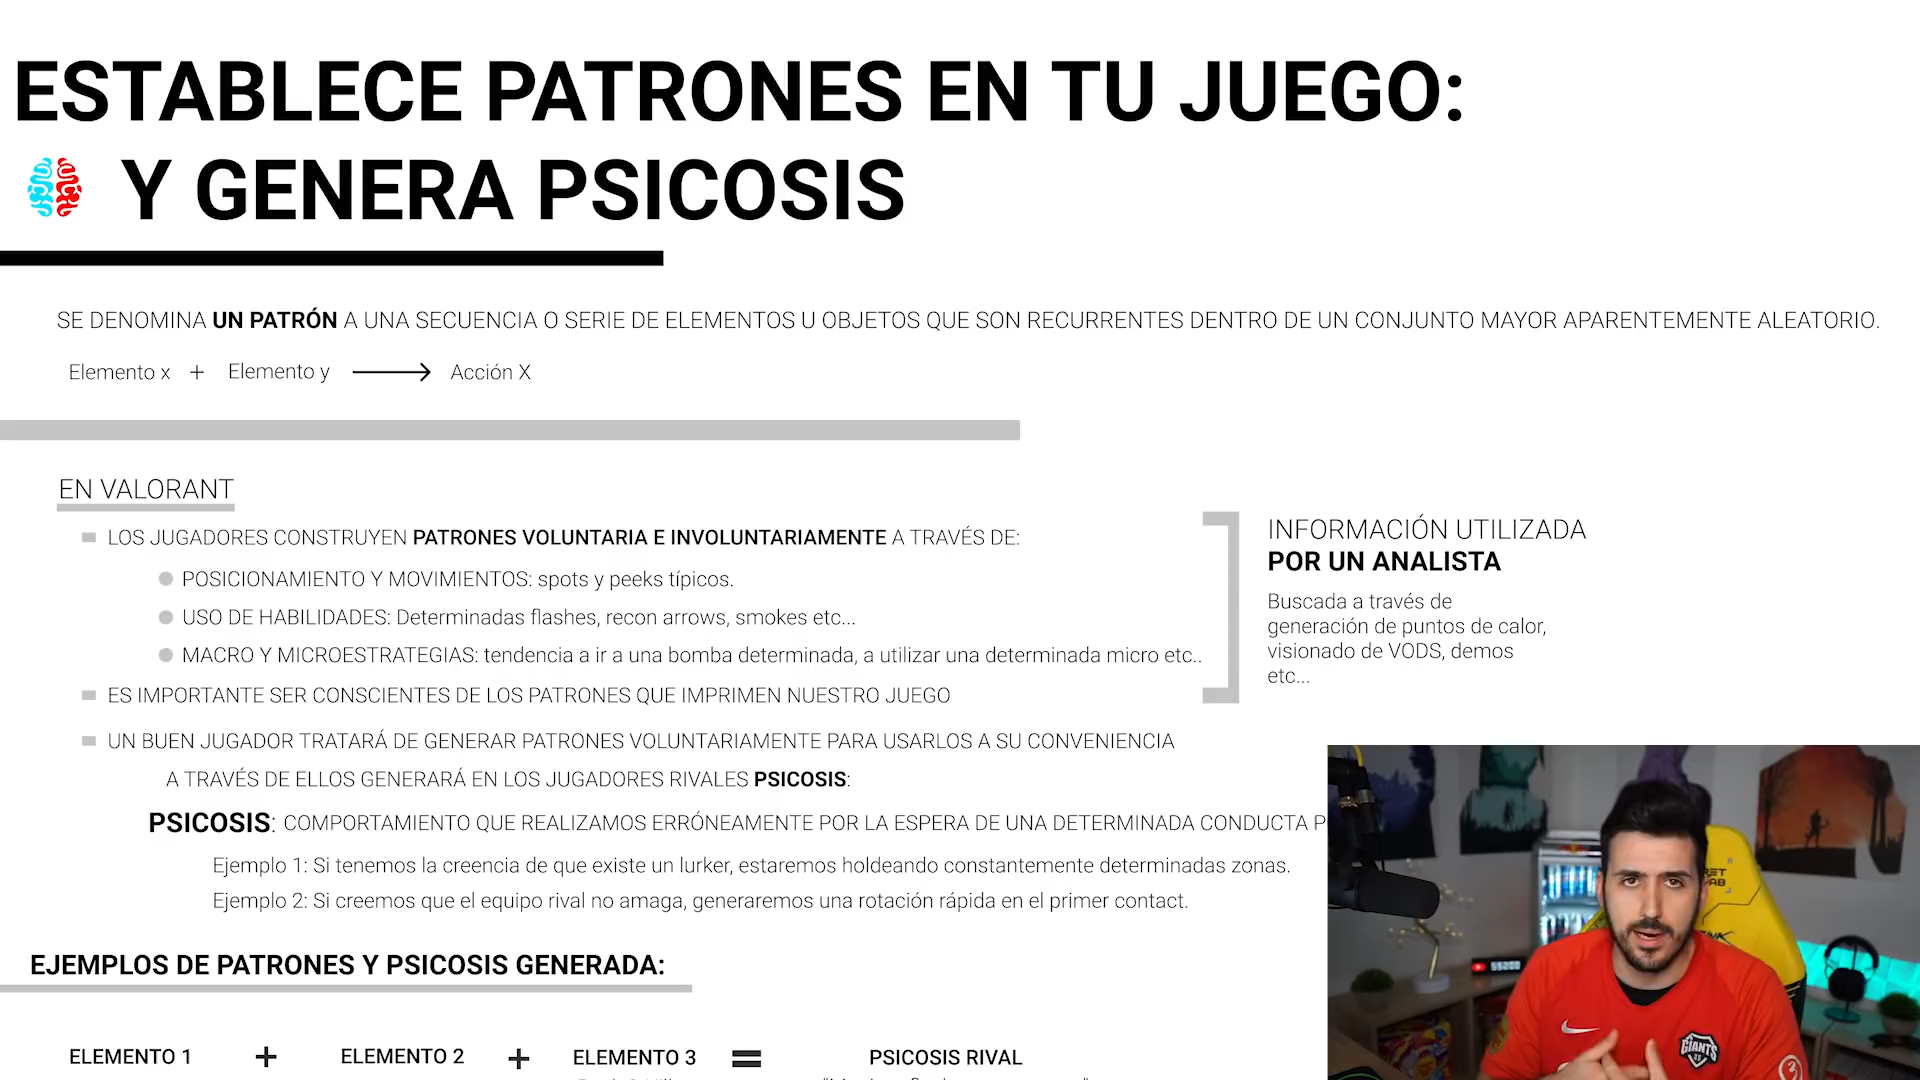 ESTABLECE PATRONES EN TU JUEGO:
Y GENERA PSICOSIS
SE DENOMINA UN PATRÓN A UNA SECUENCIA O SERIE DE ELEMENTOS U OBJETOS QUE SON RECURRENTES DENTRO DE UN CONJUNTO MAYOR APARENTEMENTE ALEATORIO.
Elemento x + Elemento y → Acción X
EN VALORANT
LOS JUGADORES CONSTRUYEN PATRONES VOLUNTARIA E INVOLUNTARIAMENTE A TRAVÉS DE:
POSICIONAMIENTO Y MOVIMIENTOS: spots y peeks típicos.
USO DE HABILIDADES: Determinadas flashes, recon arrows, smokes etc...
MACRO Y MICROESTRATEGIAS: tendencia a ir a una bomba determinada, a utilizar una determinada micro etc..
ES IMPORTANTE SER CONSCIENTES DE LOS PATRONES QUE IMPRIMEN NUESTRO JUEGO
INFORMACIÓN UTILIZADA
POR UN ANALISTA
Buscada a través de
generación de puntos de calor,
visionado de VODS, demos
etc...
UN BUEN JUGADOR TRATARÁ DE GENERAR PATRONES VOLUNTARIAMENTE PARA USARLOS A SU CONVENIENCIA
A TRAVÉS DE ELLOS GENERARÁ EN LOS JUGADORES RIVALES PSICOSIS:
PSICOSIS: COMPORTAMIENTO QUE REALIZAMOS ERRÓNEAMENTE POR LA ESPERA DE UNA DETERMINADA CONDUCTA P
Ejemplo 1: Si tenemos la creencia de que existe un lurker, estaremos holdeando constantemente determinadas zonas.
Ejemplo 2: Si creemos que el equipo rival no amaga, generaremos una rotación rápida en el primer contact.
EJEMPLOS DE PATRONES Y PSICOSIS GENERADA:
ELEMENTO 1 + ELEMENTO 2 + ELEMENTO 3 = PSICOSIS RIVAL
GIANTS